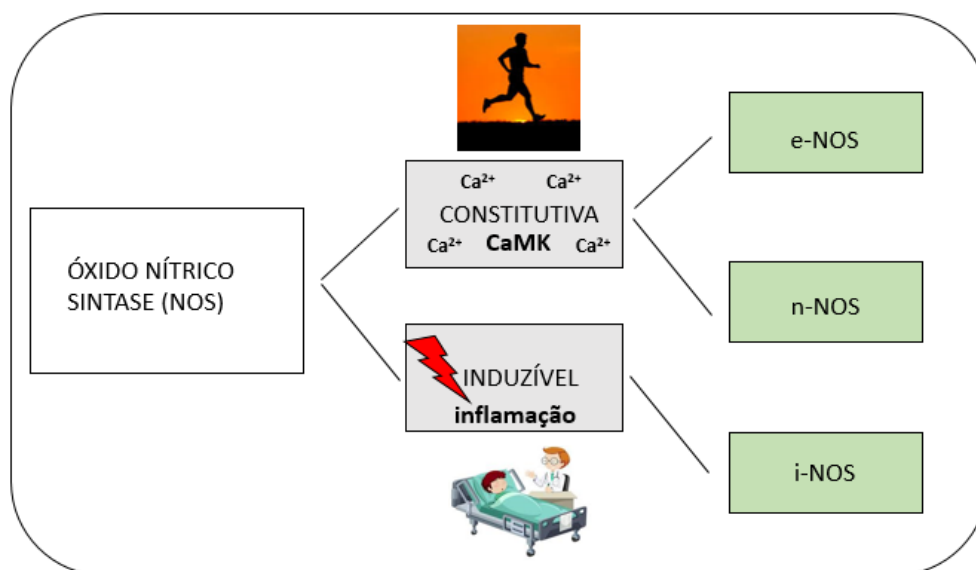 ÓXIDO NÍTRICO
SINTASE (NOS)
Ca²⁺ Ca²⁺
CONSTITUTIVA
Ca²⁺ CaMK Ca²⁺
INDUZÍVEL
inflamação
e-NOS
n-NOS
i-NOS